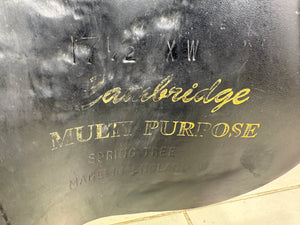 17 1/2 XW
Cambridge
MULTI PURPOSE
SPRING TREE
MADE IN ENGLAND